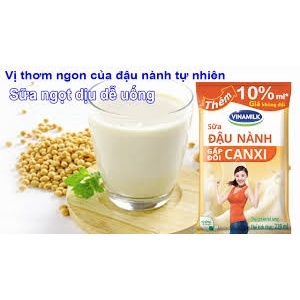 Vị thơm ngon của đậu nành tự nhiên
Sữa ngọt dịu dễ uống
Thêm 10% ml*
Giá không đổi
VINAMILK
Sữa
ĐẬU NÀNH
GẤP ĐÔI CANXI